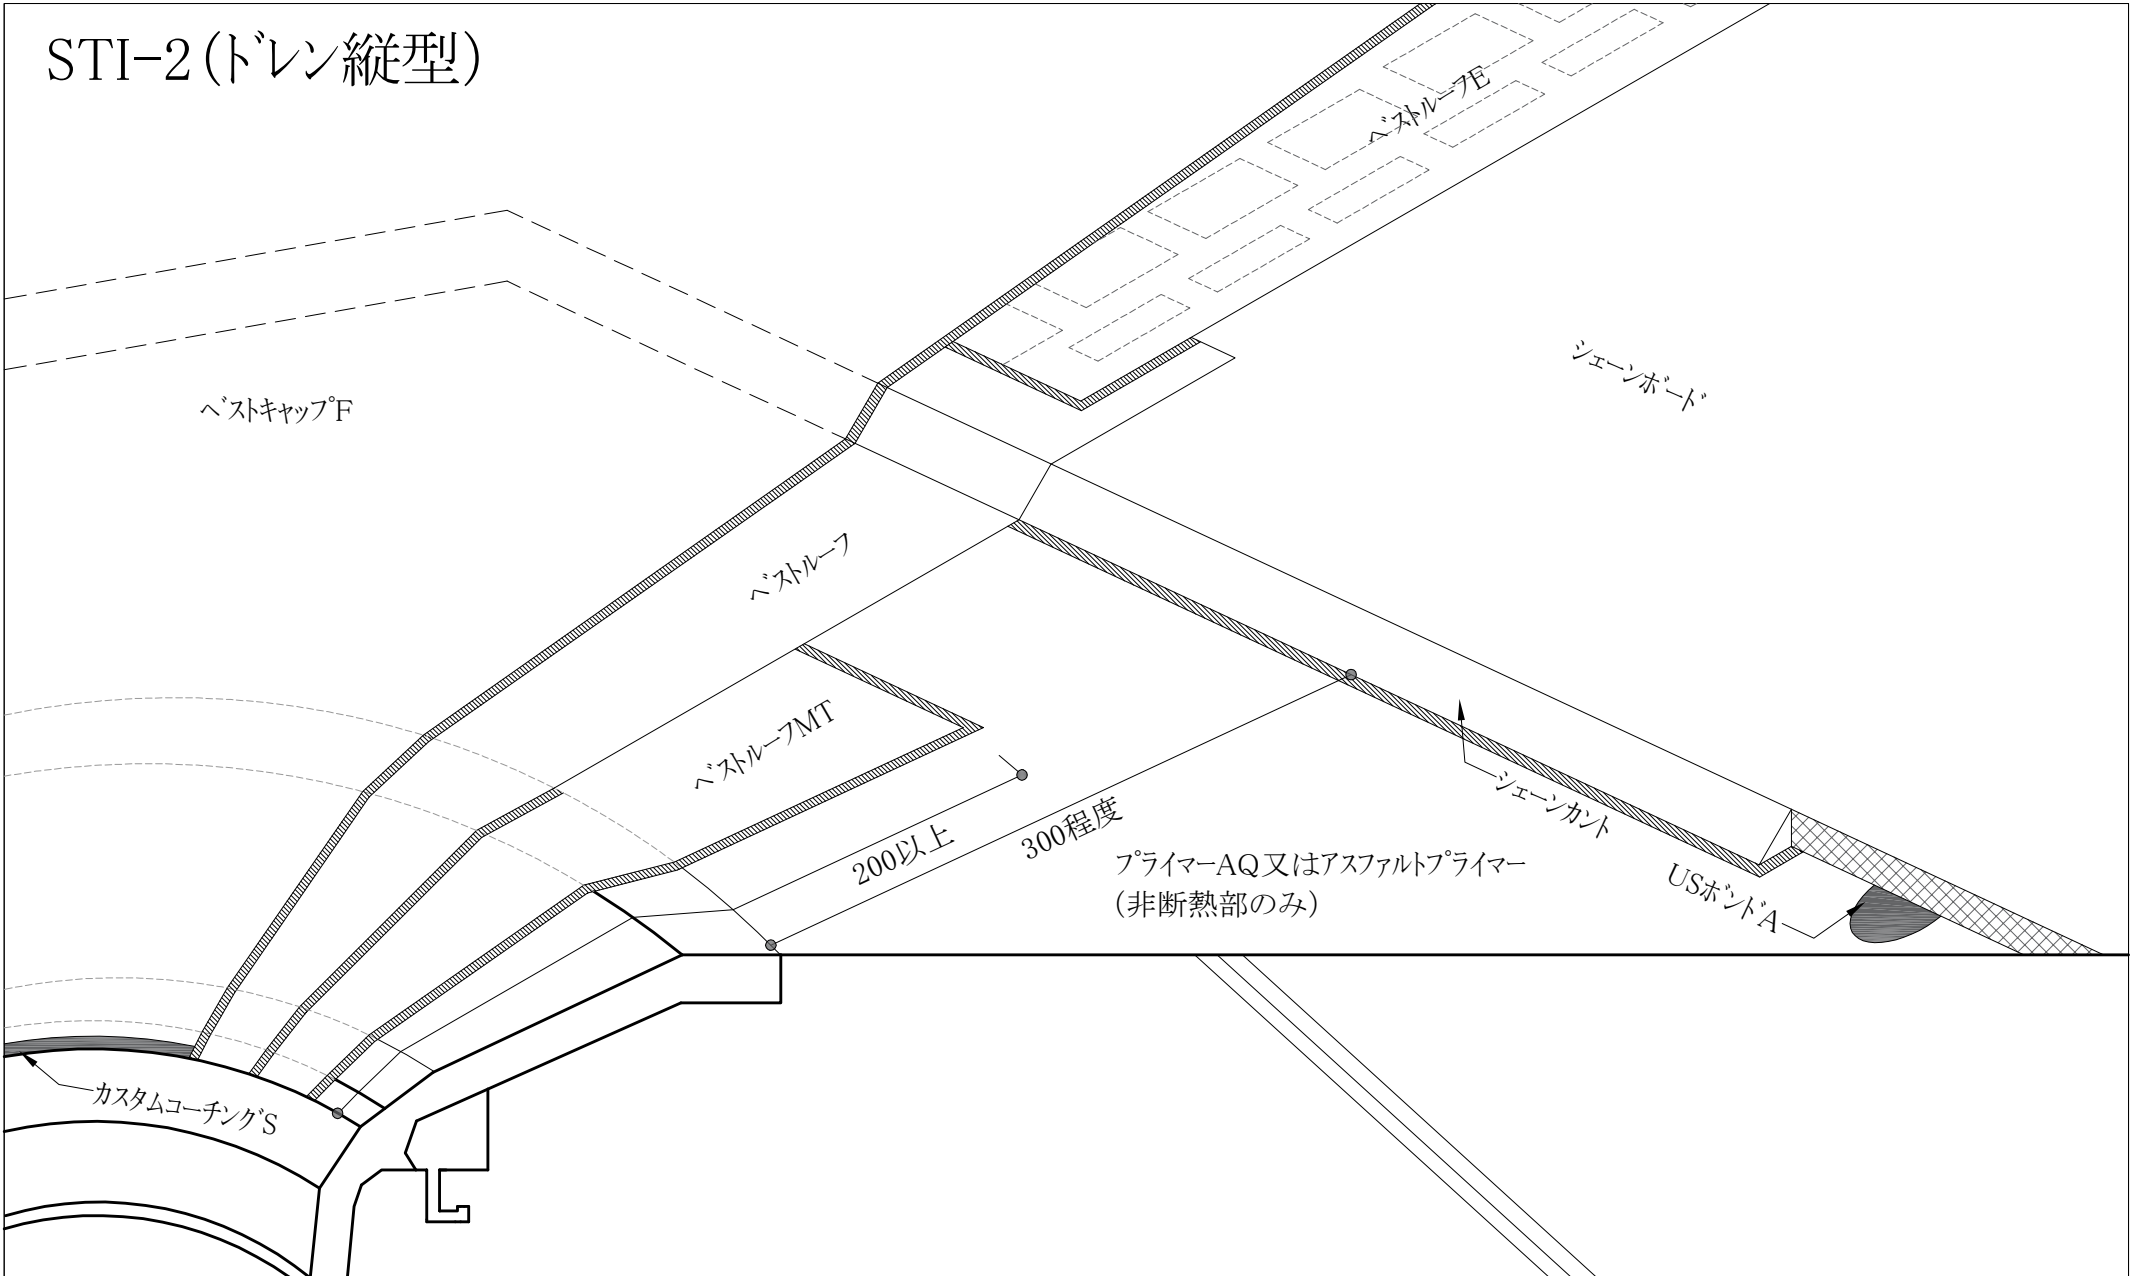 STI-2(ドレン縦型)
ベストルーフE
シェーンボード
ベストキャップF
ベストルーフ
ベストルーフMT
シェーンカント
200以上
300程度
プライマーAQ又はアスファルトプライマー
(非断熱部のみ)
USボンドA
カスタムコーチングS